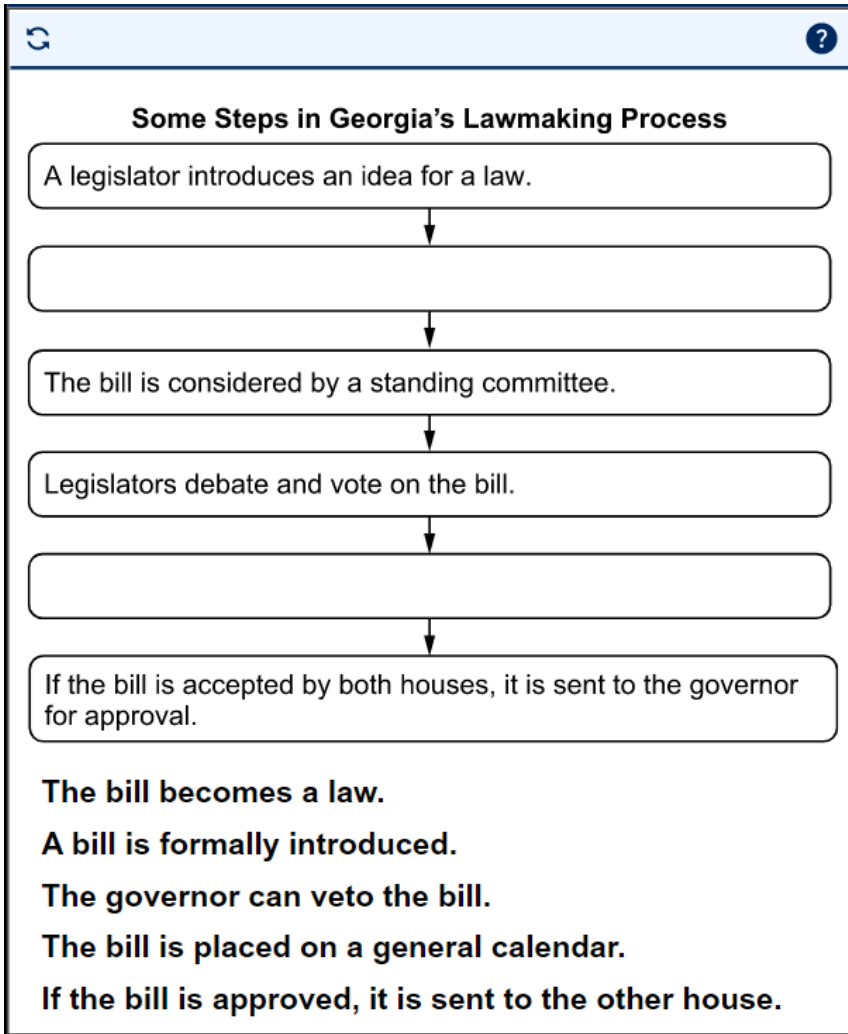 ?
Some Steps in Georgia’s Lawmaking Process
A legislator introduces an idea for a law.
The bill is considered by a standing committee.
Legislators debate and vote on the bill.
If the bill is accepted by both houses, it is sent to the governor
for approval.
The bill becomes a law.
A bill is formally introduced.
The governor can veto the bill.
The bill is placed on a general calendar.
If the bill is approved, it is sent to the other house.